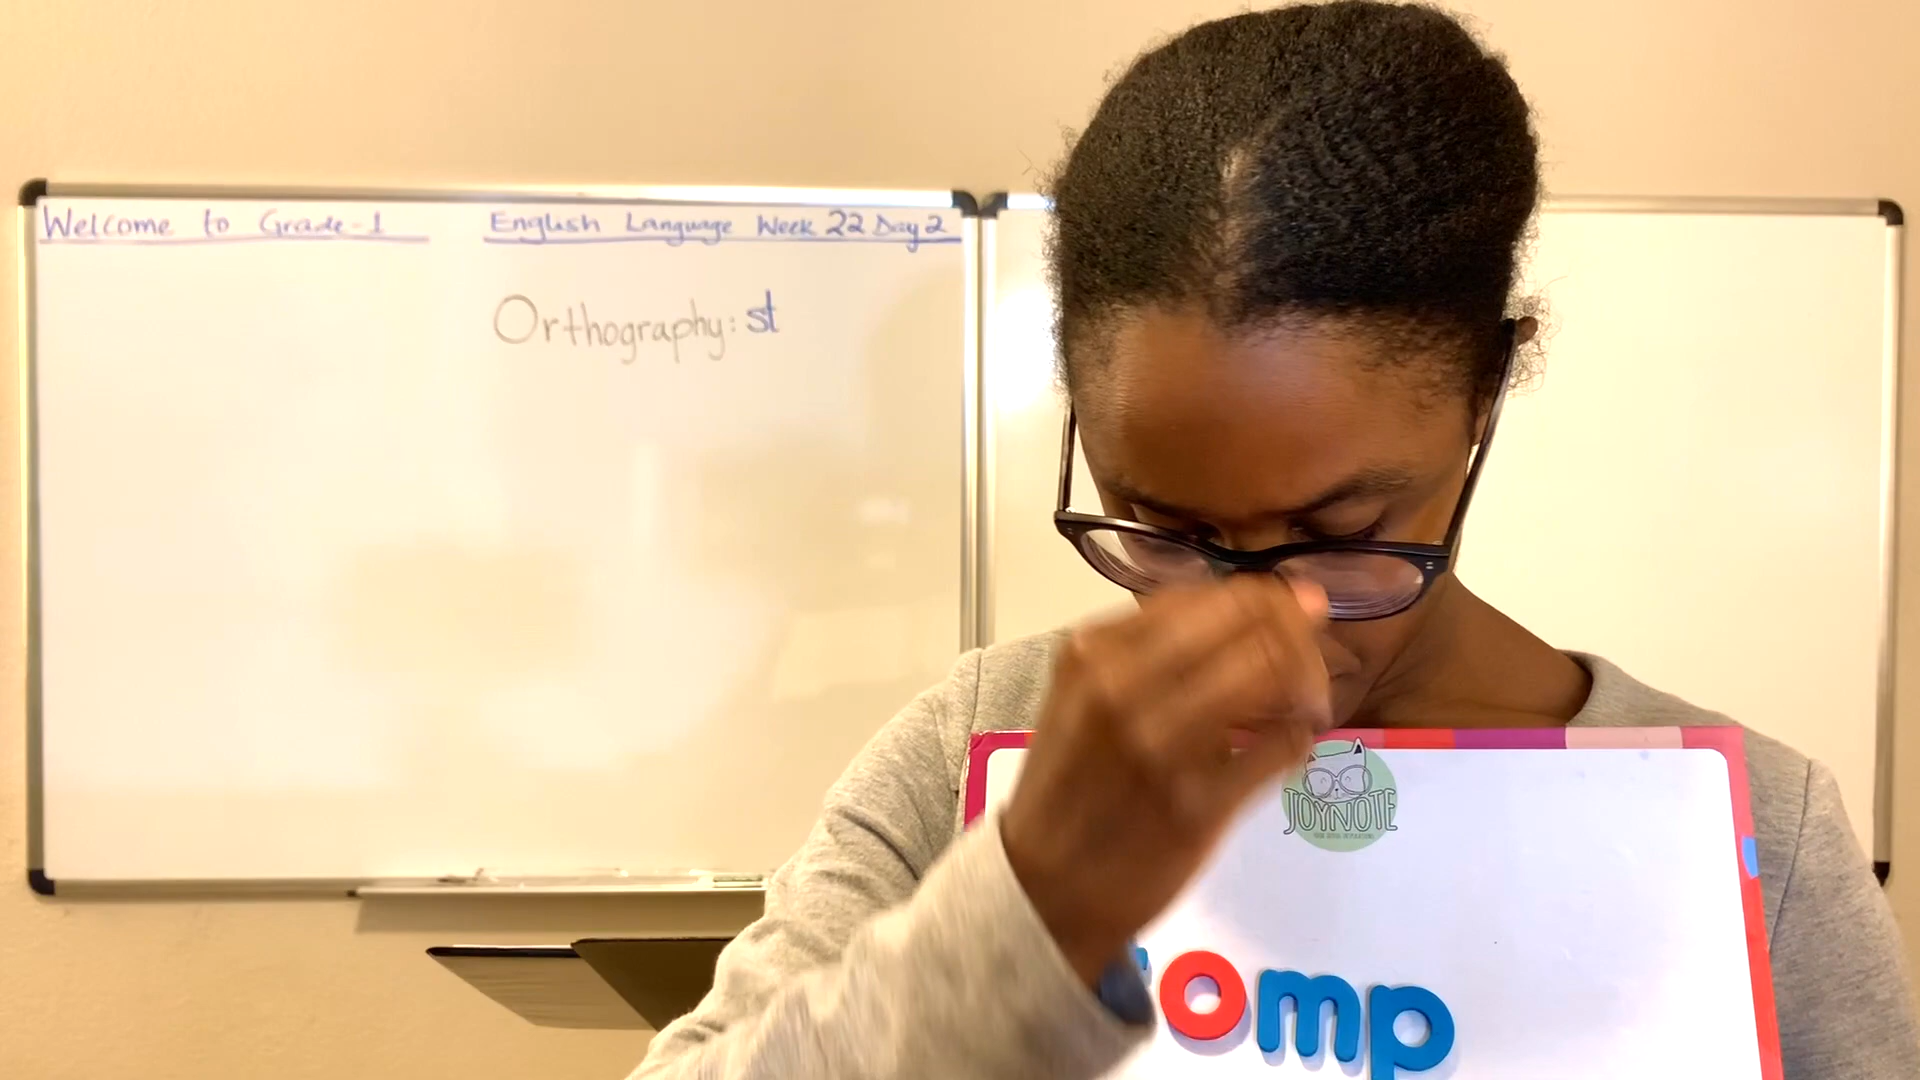 Welcome to Grade-1
English Language Week 22 Day 2
Orthography: st
JOYNOTE
omp